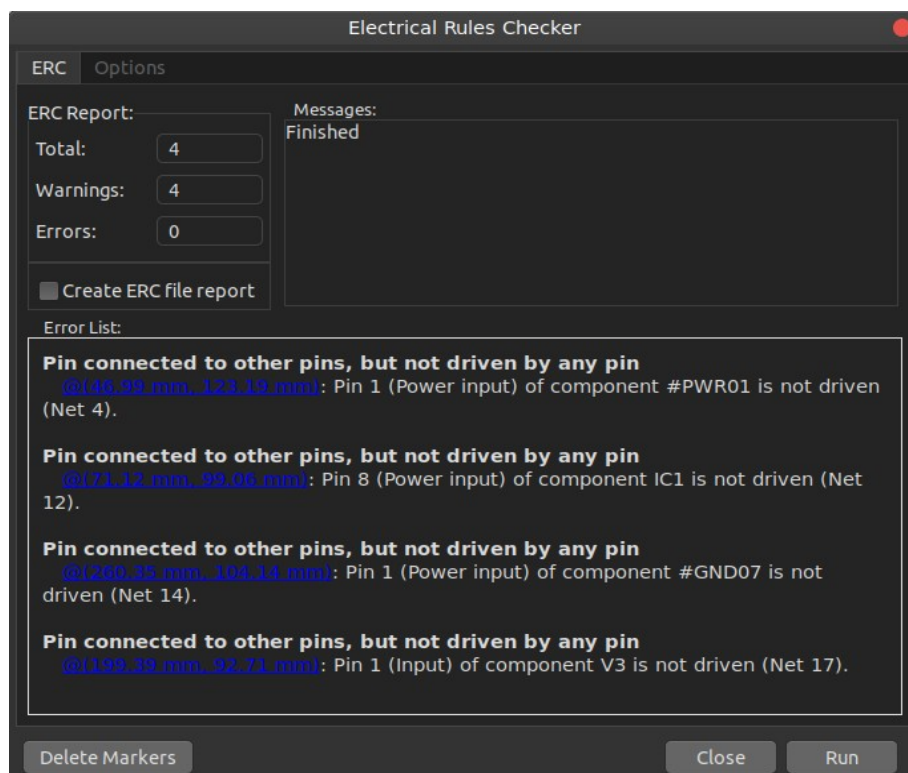 Electrical Rules Checker
ERC Options
ERC Report:
Total: 4
Warnings: 4
Errors: 0
Create ERC file report
Messages:
Finished
Error List:
Pin connected to other pins, but not driven by any pin
@(46.99 mm, 123.19 mm): Pin 1 (Power input) of component #PWR01 is not driven
(Net 4).
Pin connected to other pins, but not driven by any pin
@(71.12 mm, 99.06 mm): Pin 8 (Power input) of component IC1 is not driven (Net
12).
Pin connected to other pins, but not driven by any pin
@(260.35 mm, 104.14 mm): Pin 1 (Power input) of component #GND07 is not
driven (Net 14).
Pin connected to other pins, but not driven by any pin
@(199.39 mm, 92.71 mm): Pin 1 (Input) of component V3 is not driven (Net 17).
Delete Markers Close Run